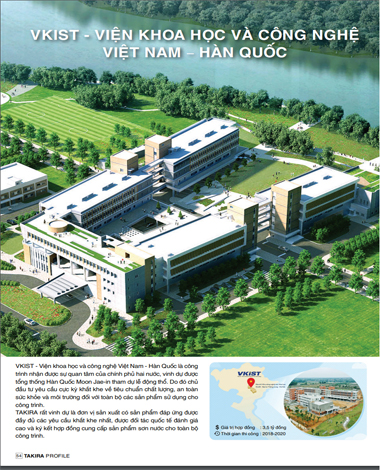 VKIST - VIỆN KHOA HỌC VÀ CÔNG NGHỆ
VIỆT NAM – HÀN QUỐC
VKIST - Viện khoa học và công nghệ Việt Nam - Hàn Quốc là công
trình nhận được sự quan tâm của chính phủ hai nước, vinh dự được
tổng thống Hàn Quốc Moon Jae-in tham dự lễ động thổ. Do đó chủ
đầu tư yêu cầu cực kỳ khắt khe về tiêu chuẩn chất lượng, an toàn
sức khỏe và môi trường đối với toàn bộ các sản phẩm sử dụng cho
công trình.
TAKIRA rất vinh dự là đơn vị sản xuất có sản phẩm đáp ứng được
đầy đủ các yêu cầu khắt khe nhất, được đối tác quốc tế đánh giá
cao và ký kết hợp đồng cung cấp sản phẩm sơn nước cho toàn bộ
công trình.
VKIST
Giá trị hợp đồng : 3,5 tỷ đồng
Thời gian thi công : 2018-2020
54 TAKIRA PROFILE